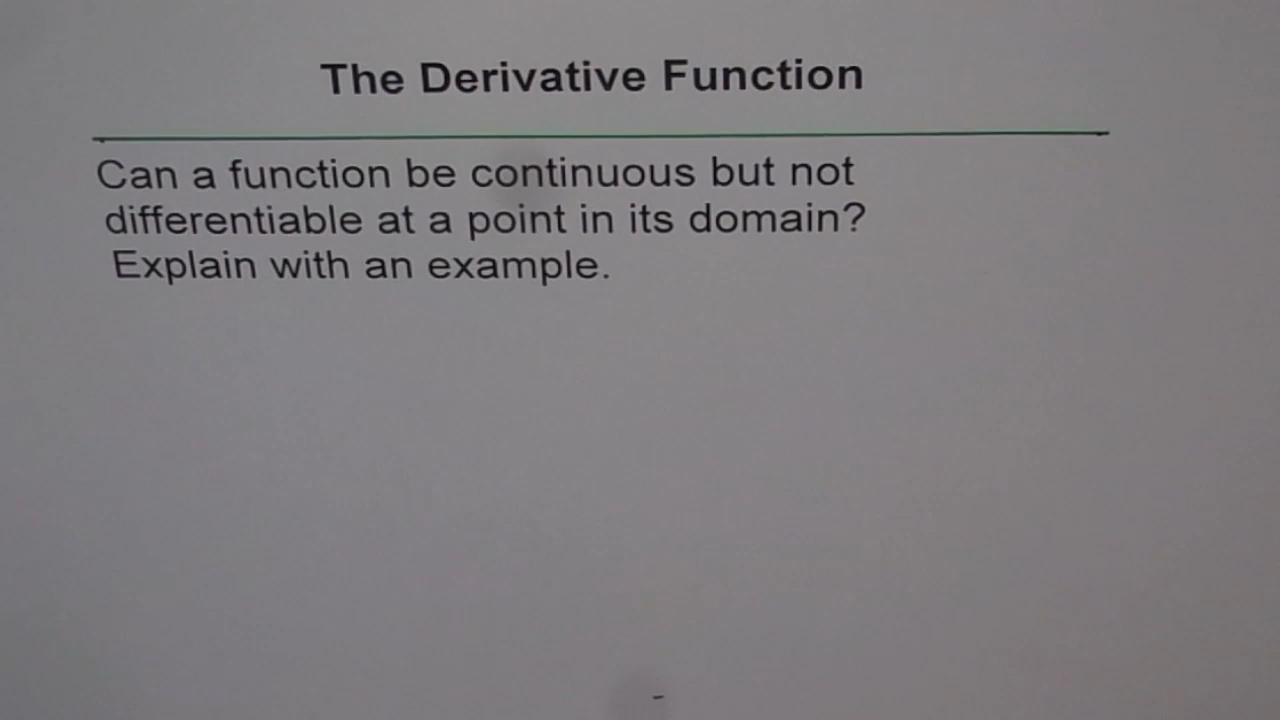 The Derivative Function
Can a function be continuous but not
differentiable at a point in its domain?
Explain with an example.